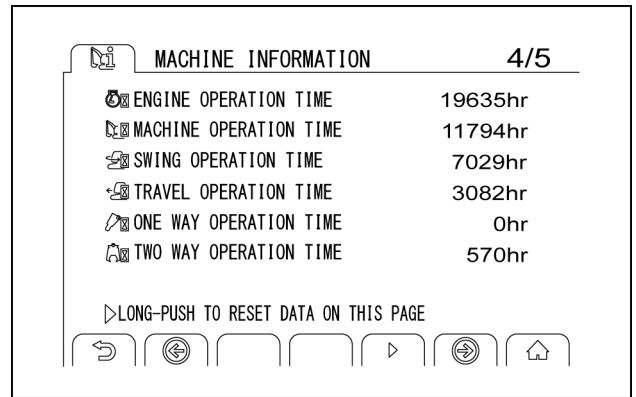 MACHINE INFORMATION 4/5
ENGINE OPERATION TIME 19635hr
MACHINE OPERATION TIME 11794hr
SWING OPERATION TIME 7029hr
TRAVEL OPERATION TIME 3082hr
ONE WAY OPERATION TIME 0hr
TWO WAY OPERATION TIME 570hr
▷LONG-PUSH TO RESET DATA ON THIS PAGE